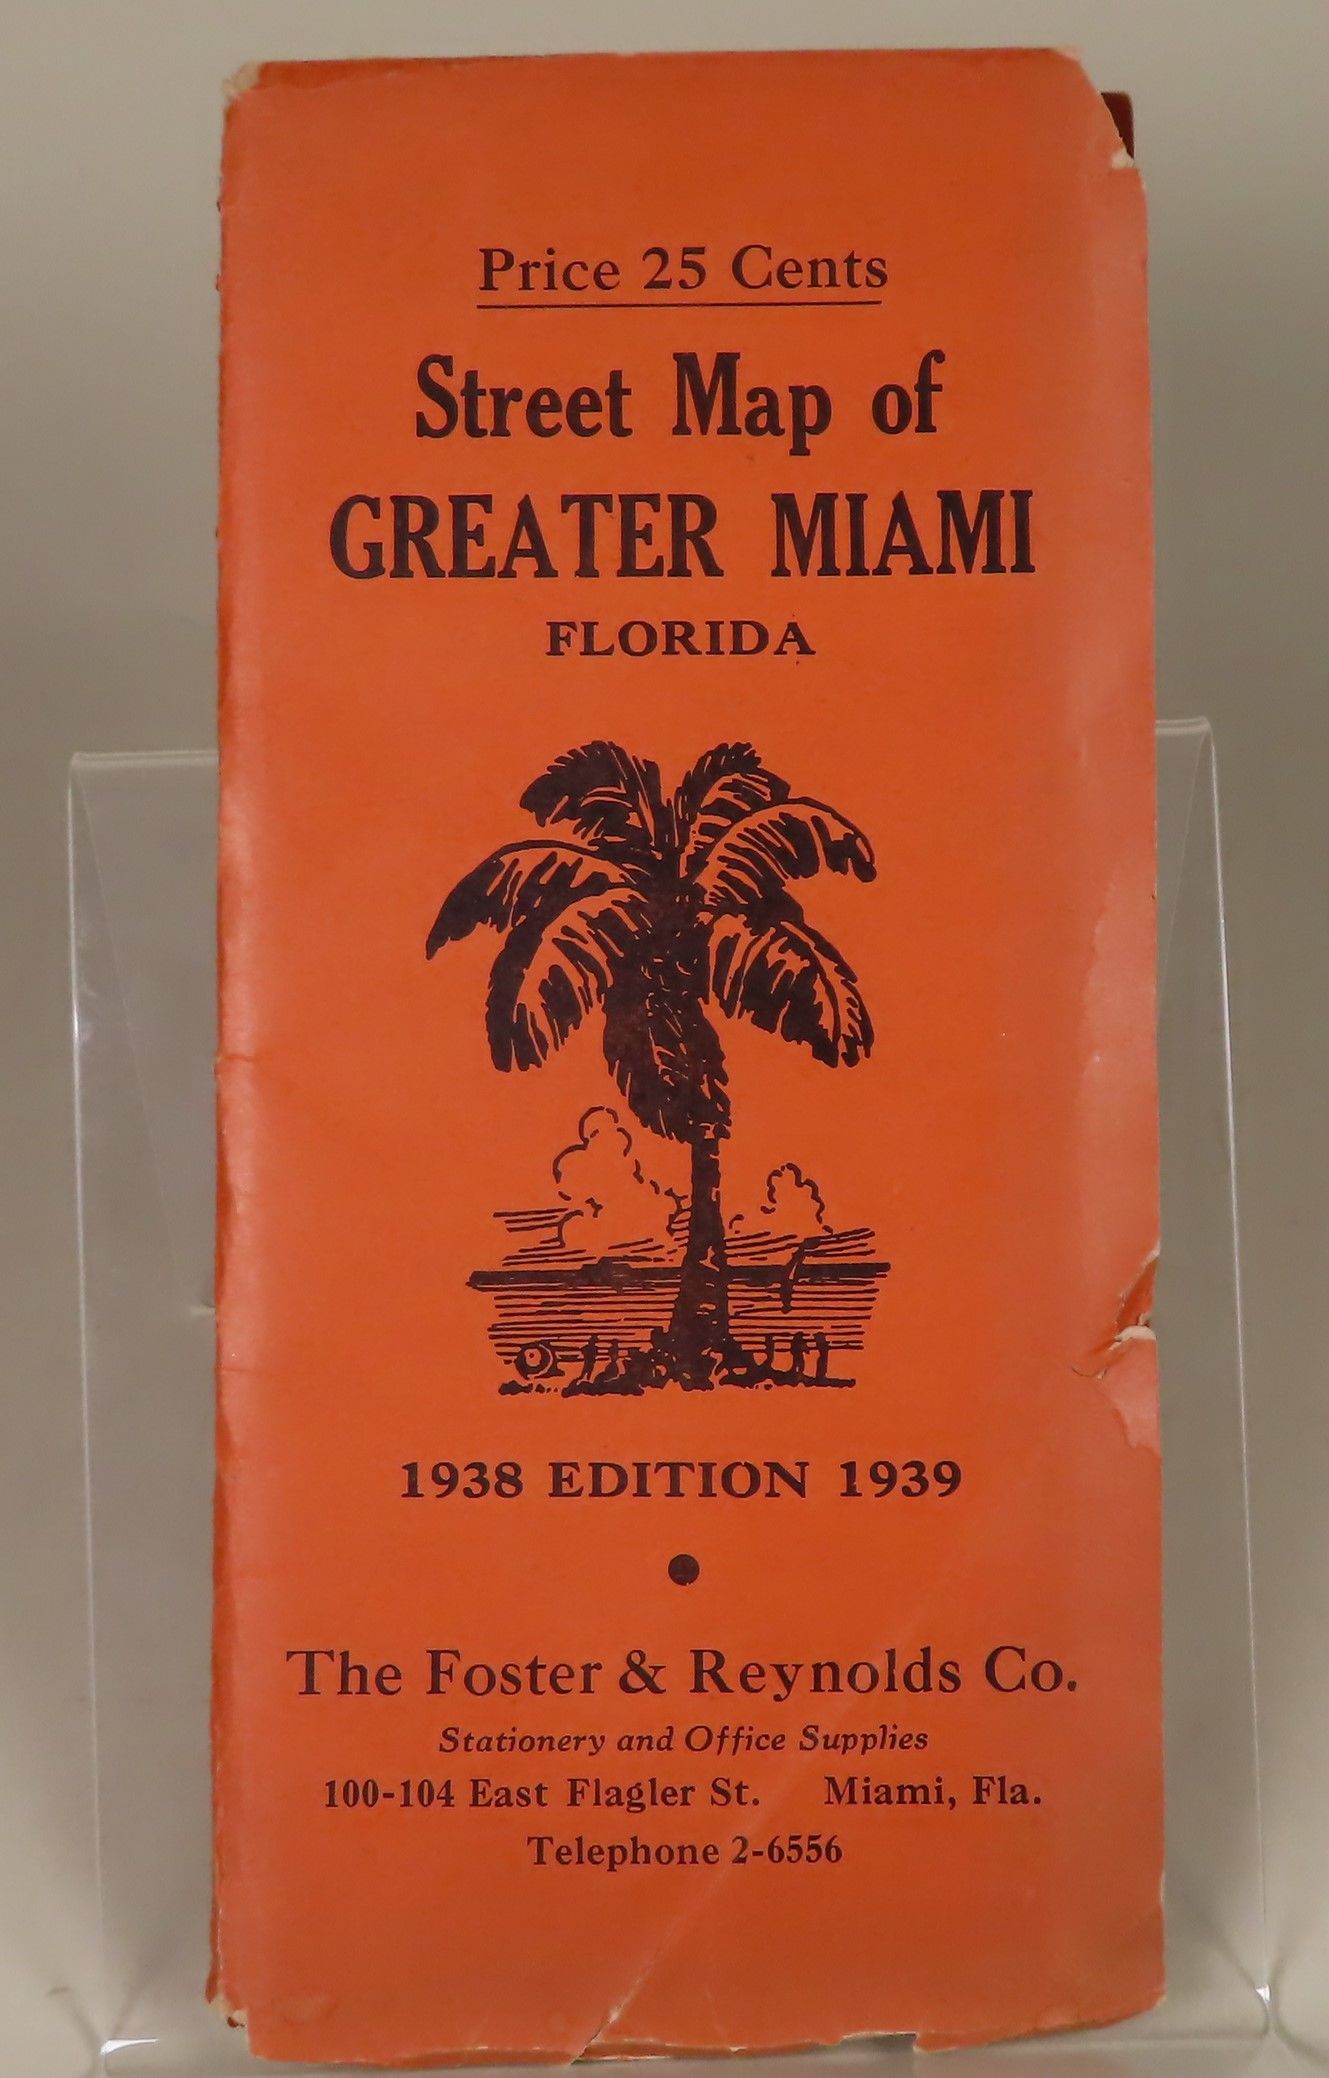 Price 25 Cents
Street Map of
GREATER MIAMI
FLORIDA
1938 EDITION 1939
The Foster & Reynolds Co.
Stationery and Office Supplies
100-104 East Flagler St. Miami, Fla.
Telephone 2-6556